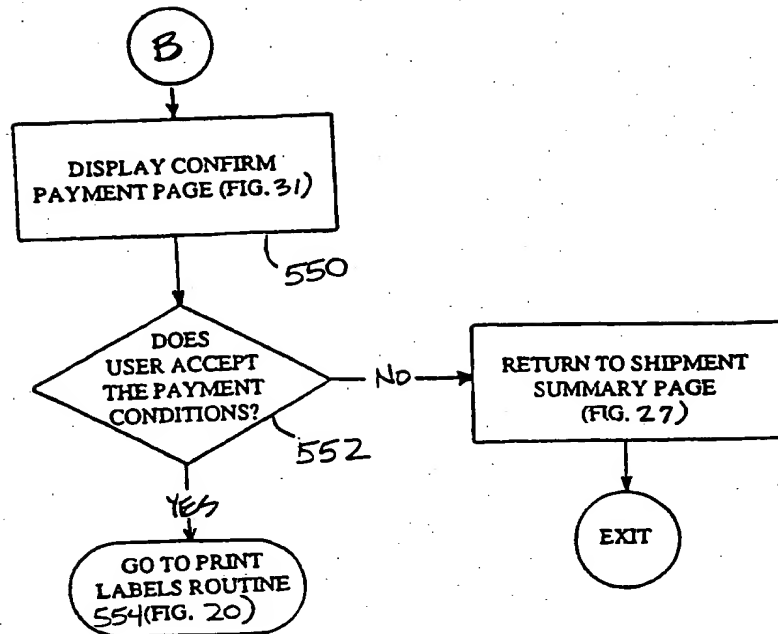 B
DISPLAY CONFIRM
PAYMENT PAGE (FIG. 31)
550
DOES
USER ACCEPT
THE PAYMENT
CONDITIONS?
552
NO
RETURN TO SHIPMENT
SUMMARY PAGE
(FIG. 27)
EXIT
YES
GO TO PRINT
LABELS ROUTINE
554 (FIG. 20)